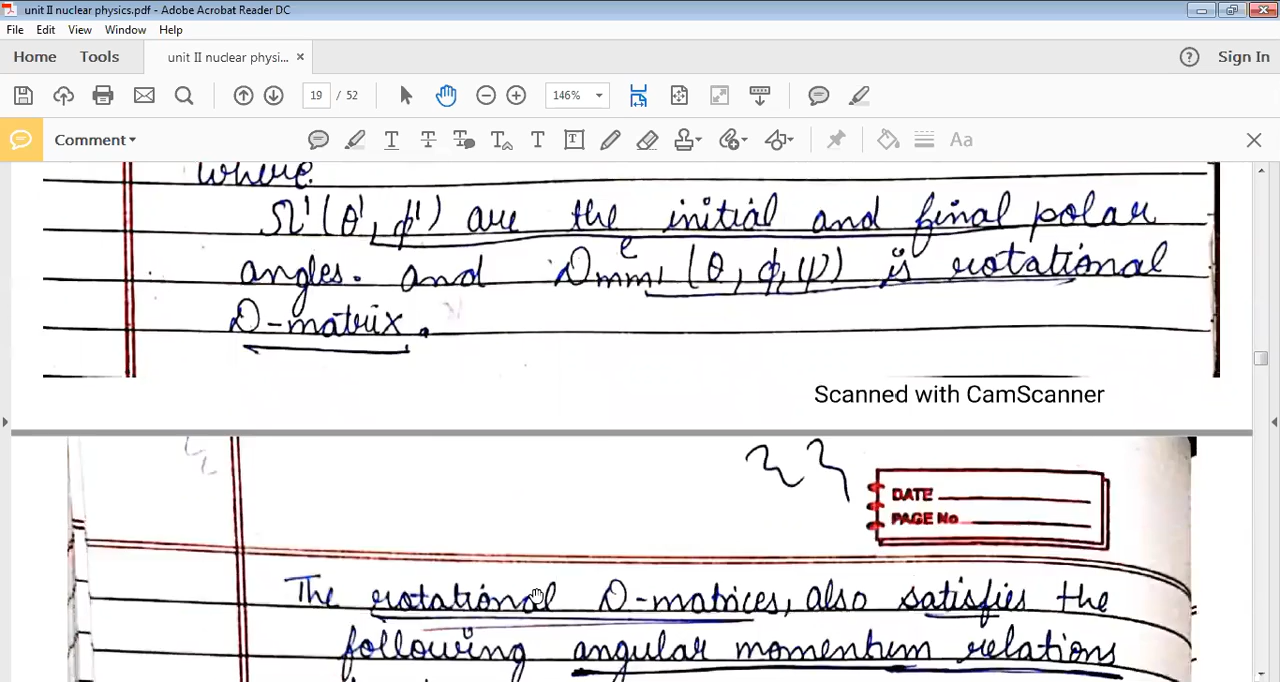 unit II nuclear physics.pdf - Adobe Acrobat Reader DC
File Edit View Window Help
Home Tools unit II nuclear physi... × Sign In
19 / 52 146%
Comment
where
Ω'(θ', φ') are the initial and final polar
angles. and D^l_mm' (θ, φ, ψ) is rotational
D-matrix.
Scanned with CamScanner
22
DATE
PAGE No
The rotational D-matrices, also satisfies the
following angular momentum relations